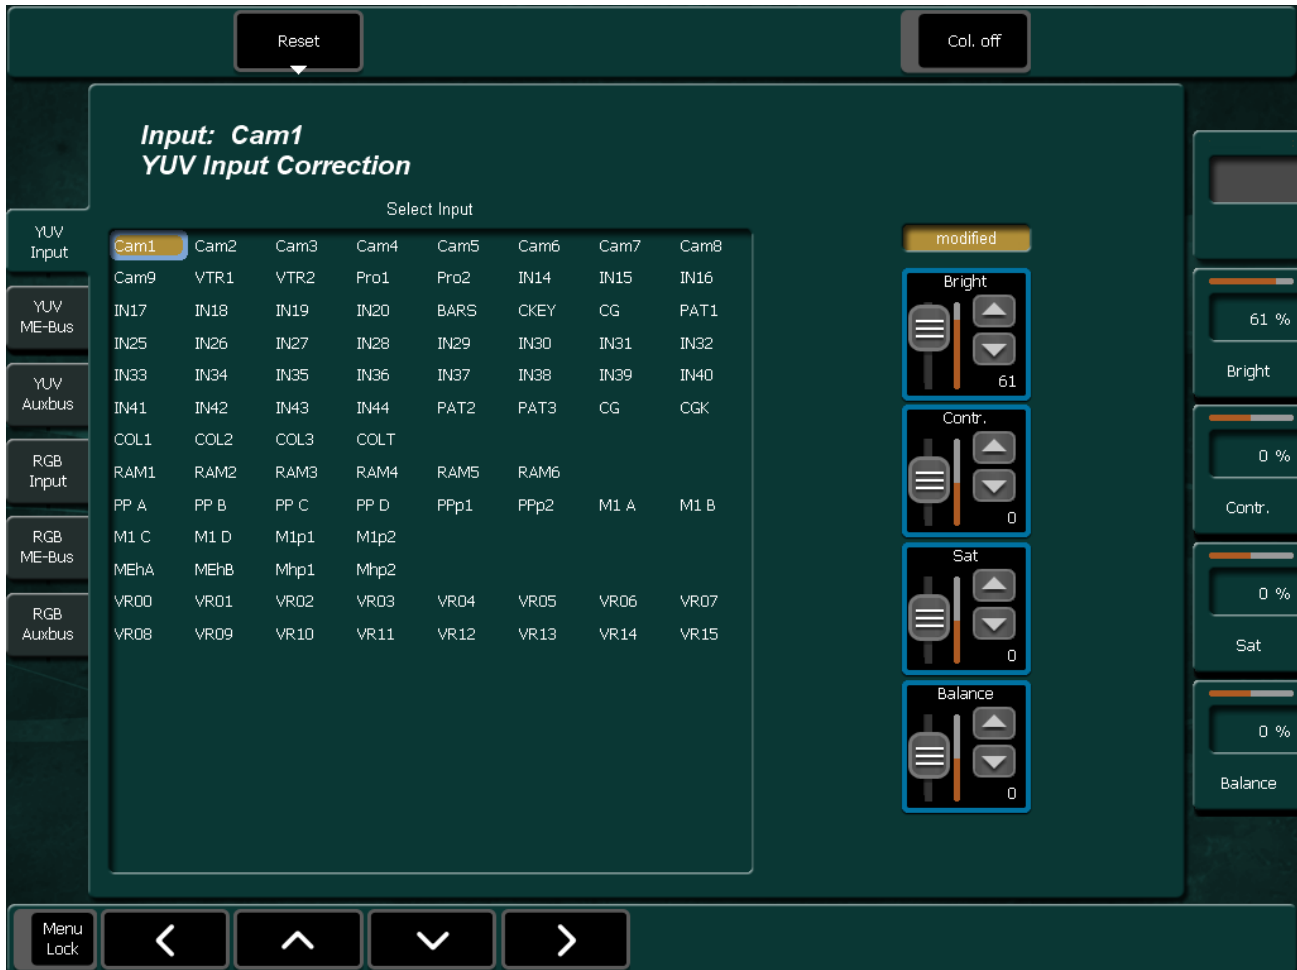 Reset
Col. off
Input: Cam1
YUV Input Correction
Select Input
YUV
Input
YUV
ME-Bus
YUV
Auxbus
RGB
Input
RGB
ME-Bus
RGB
Auxbus
Cam1 Cam2 Cam3 Cam4 Cam5 Cam6 Cam7 Cam8
Cam9 VTR1 VTR2 Pro1 Pro2 IN14 IN15 IN16
IN17 IN18 IN19 IN20 BARS CKEY CG PAT1
IN25 IN26 IN27 IN28 IN29 IN30 IN31 IN32
IN33 IN34 IN35 IN36 IN37 IN38 IN39 IN40
IN41 IN42 IN43 IN44 PAT2 PAT3 CG CGK
COL1 COL2 COL3 COLT
RAM1 RAM2 RAM3 RAM4 RAM5 RAM6
PP A PP B PP C PP D PPp1 PPp2 M1 A M1 B
M1 C M1 D M1p1 M1p2
MEhA MEhB Mhp1 Mhp2
VR00 VR01 VR02 VR03 VR04 VR05 VR06 VR07
VR08 VR09 VR10 VR11 VR12 VR13 VR14 VR15
modified
Bright
61
Contr.
0
Sat
0
Balance
0
61 %
Bright
0 %
Contr.
0 %
Sat
0 %
Balance
Menu
Lock